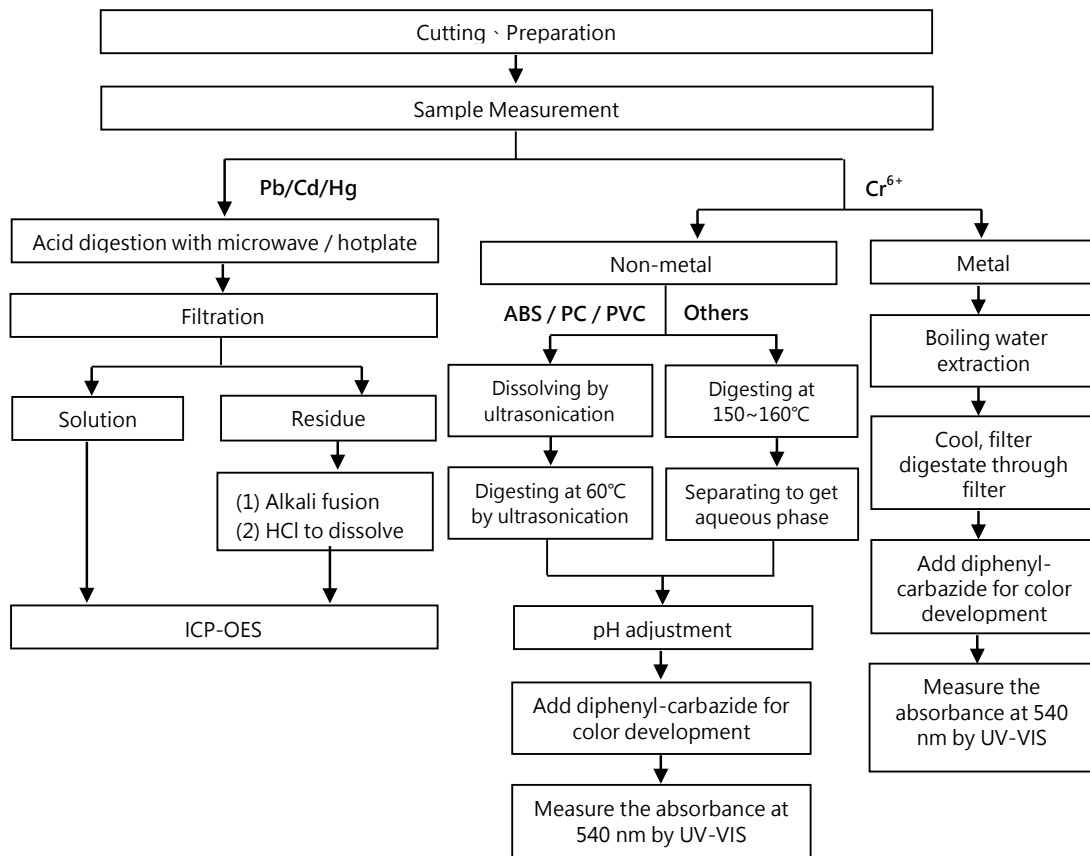 Cutting、Preparation
Sample Measurement
Pb/Cd/Hg
Cr6+
Acid digestion with microwave / hotplate
Filtration
Solution
Residue
(1) Alkali fusion
(2) HCl to dissolve
ICP-OES
Non-metal
ABS / PC / PVC
Others
Dissolving by
ultrasonication
Digesting at
150~160℃
Digesting at 60℃
by ultrasonication
Separating to get
aqueous phase
pH adjustment
Add diphenyl-carbazide for
color development
Measure the absorbance at
540 nm by UV-VIS
Metal
Boiling water
extraction
Cool, filter
digestate through
filter
Add diphenyl-
carbazide for color
development
Measure the
absorbance at 540
nm by UV-VIS